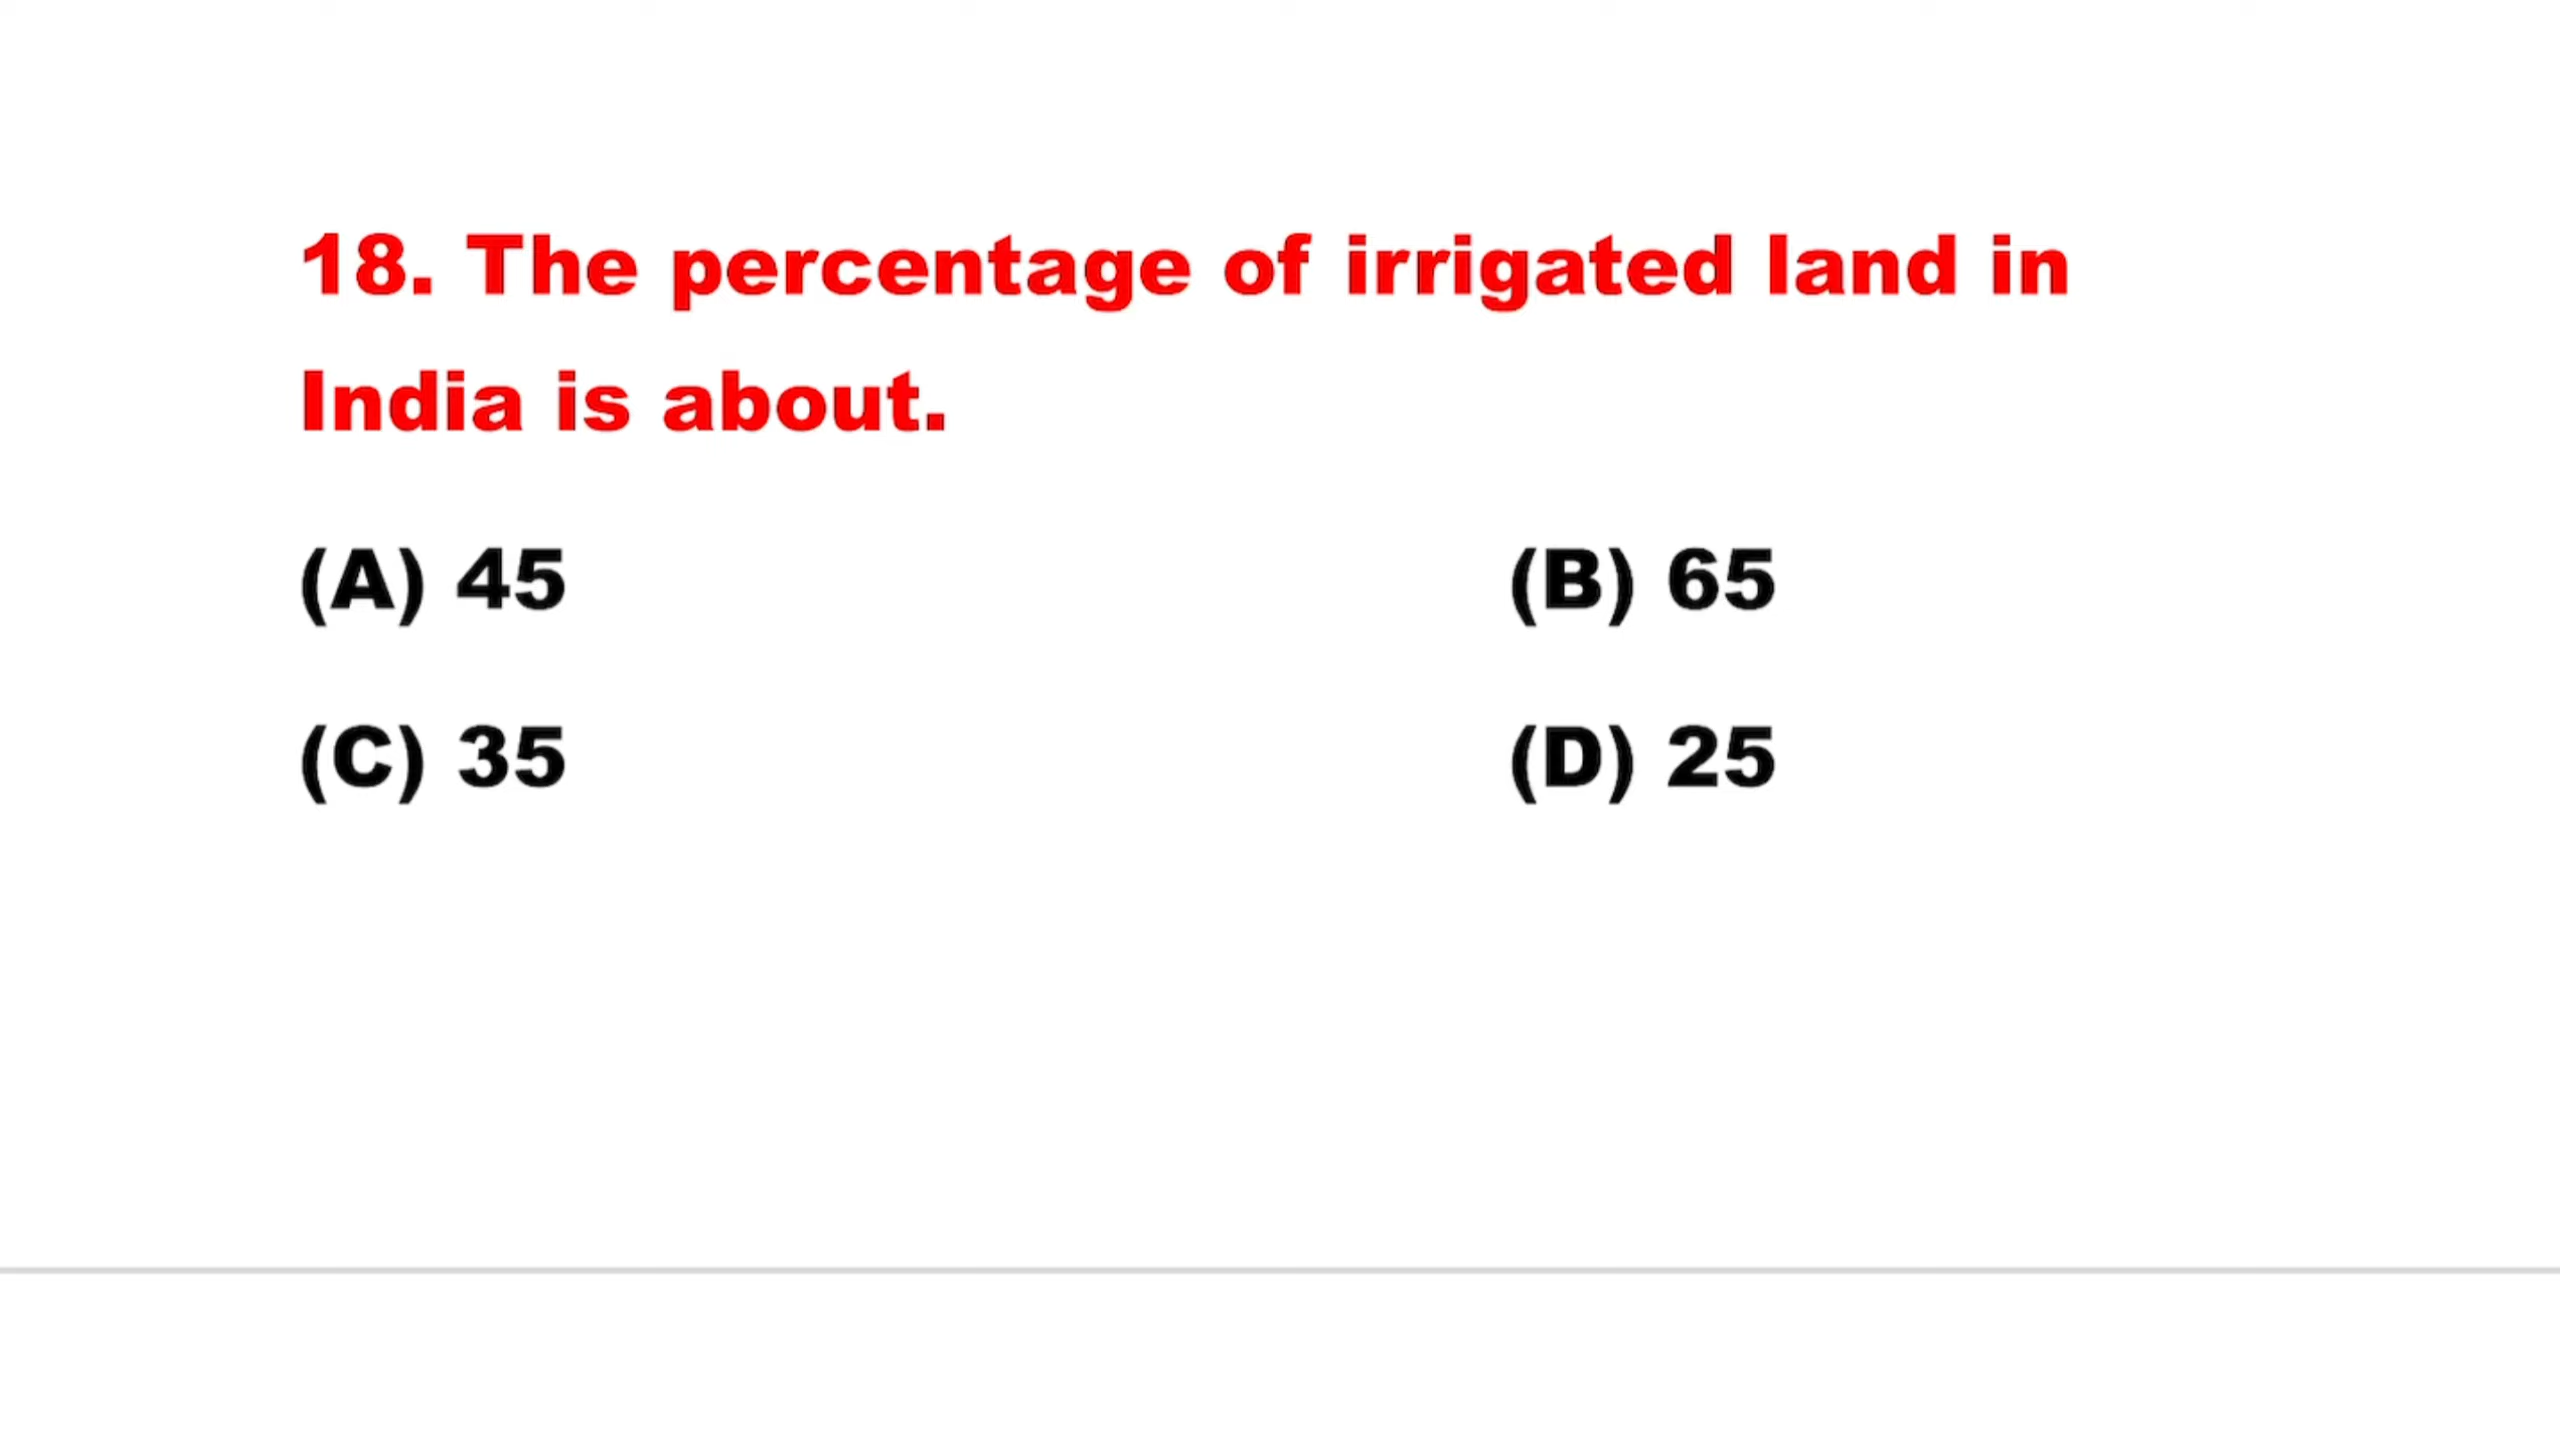 18. The percentage of irrigated land in
India is about.
(A) 45 (B) 65
(C) 35 (D) 25